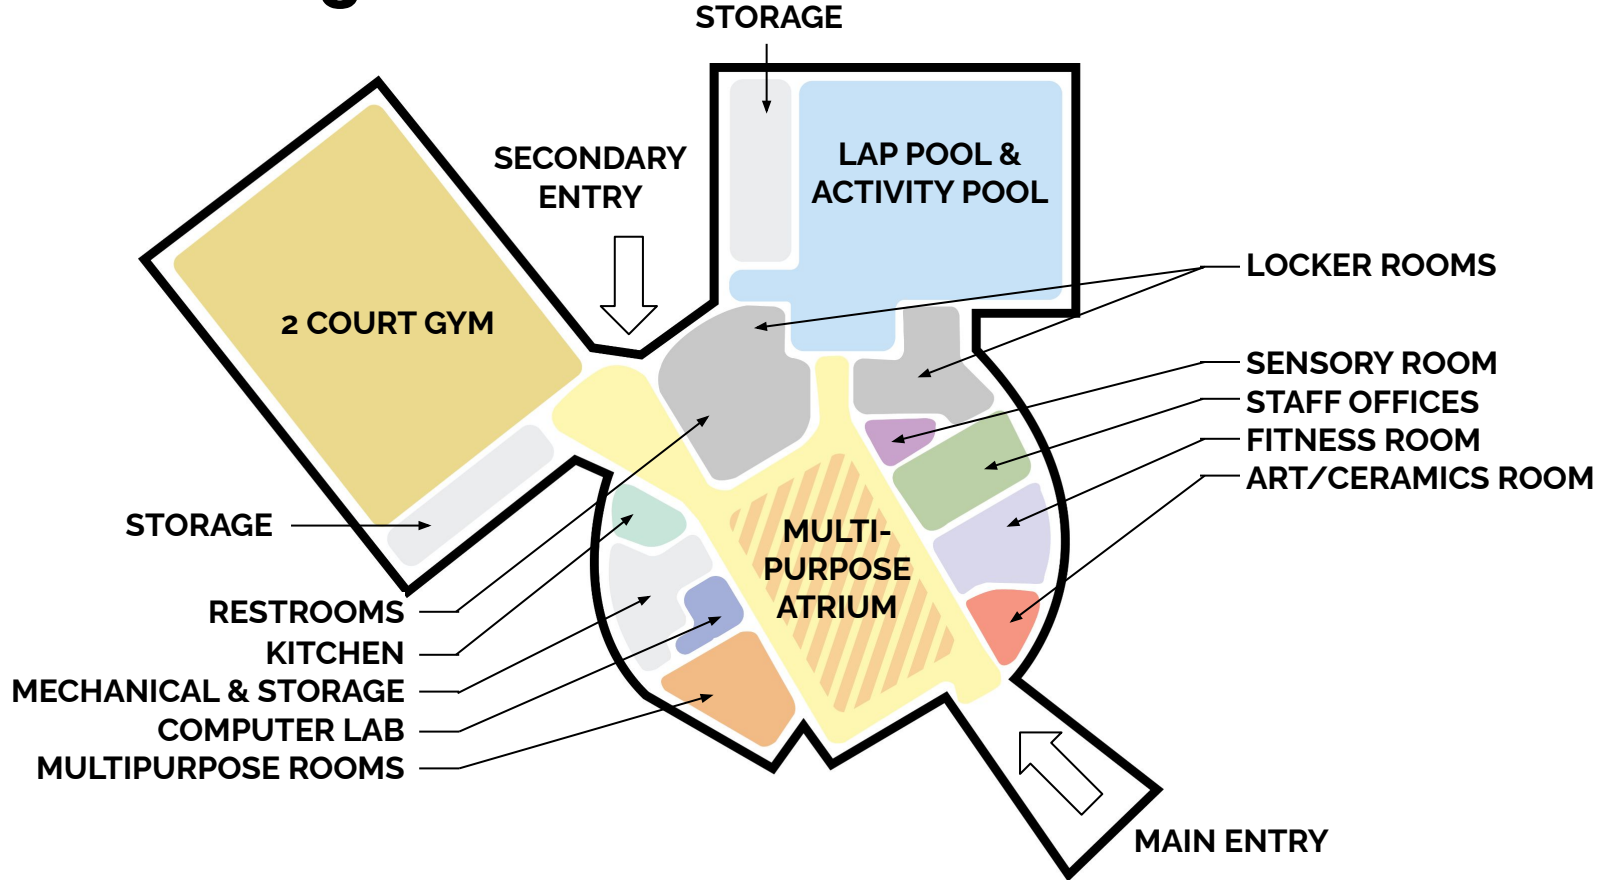 STORAGE
SECONDARY
ENTRY
LAP POOL &
ACTIVITY POOL
LOCKER ROOMS
2 COURT GYM
SENSORY ROOM
STAFF OFFICES
FITNESS ROOM
ART/CERAMICS ROOM
STORAGE
MULTI-
PURPOSE
ATRIUM
RESTROOMS
KITCHEN
MECHANICAL & STORAGE
COMPUTER LAB
MULTIPURPOSE ROOMS
MAIN ENTRY